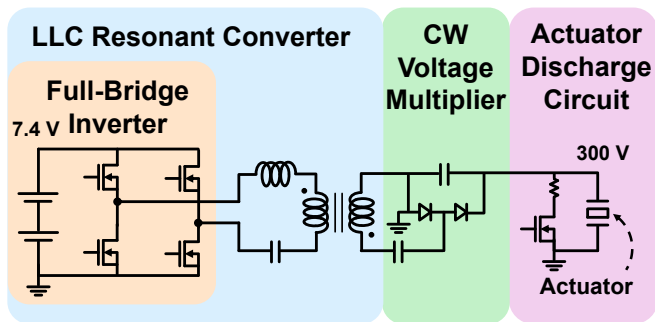 LLC Resonant Converter
CW
Voltage
Multiplier
Actuator
Discharge
Circuit
Full-Bridge
Inverter
7.4 V
300 V
Actuator